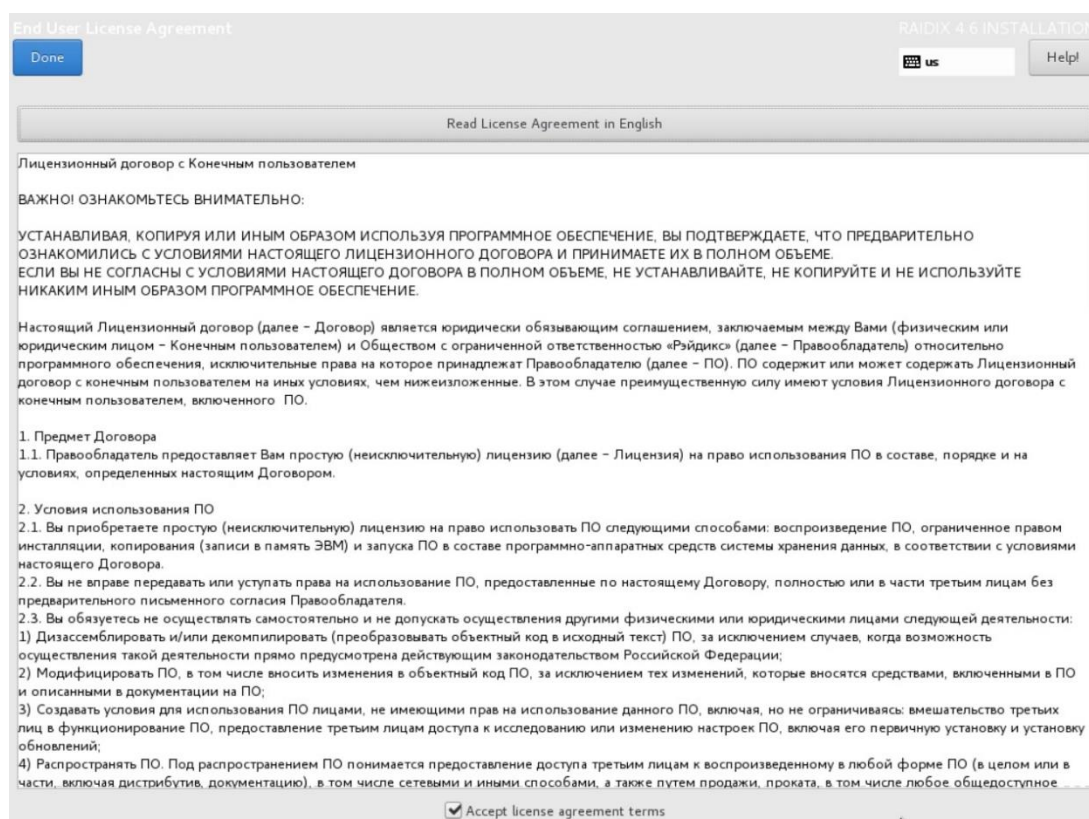 End User License Agreement
RAIDIX 4.6 INSTALLATION
Done
us
Help!
Read License Agreement in English
Лицензионный договор с Конечным пользователем
ВАЖНО! ОЗНАКОМЬТЕСЬ ВНИМАТЕЛЬНО:
УСТАНАВЛИВАЯ, КОПИРУЯ ИЛИ ИНЫМ ОБРАЗОМ ИСПОЛЬЗУЯ ПРОГРАММНОЕ ОБЕСПЕЧЕНИЕ, ВЫ ПОДТВЕРЖДАЕТЕ, ЧТО ПРЕДВАРИТЕЛЬНО
ОЗНАКОМИЛИСЬ С УСЛОВИЯМИ НАСТОЯЩЕГО ЛИЦЕНЗИОННОГО ДОГОВОРА И ПРИНИМАЕТЕ ИХ В ПОЛНОМ ОБЪЕМЕ.
ЕСЛИ ВЫ НЕ СОГЛАСНЫ С УСЛОВИЯМИ НАСТОЯЩЕГО ДОГОВОРА В ПОЛНОМ ОБЪЕМЕ, НЕ УСТАНАВЛИВАЙТЕ, НЕ КОПИРУЙТЕ И НЕ ИСПОЛЬЗУЙТЕ
НИКАКИМ ИНЫМ ОБРАЗОМ ПРОГРАММНОЕ ОБЕСПЕЧЕНИЕ.
Настоящий Лицензионный договор (далее – Договор) является юридически обязывающим соглашением, заключаемым между Вами (физическим или
юридическим лицом – Конечным пользователем) и Обществом с ограниченной ответственностью «Рэйдикс» (далее – Правообладатель) относительно
программного обеспечения, исключительные права на которое принадлежат Правообладателю (далее – ПО). ПО содержит или может содержать Лицензионный
договор с конечным пользователем на иных условиях, чем нижеизложенные. В этом случае преимущественную силу имеют условия Лицензионного договора с
конечным пользователем, включенного ПО.
1. Предмет Договора
1.1. Правообладатель предоставляет Вам простую (неисключительную) лицензию (далее – Лицензия) на право использования ПО в составе, порядке и на
условиях, определенных настоящим Договором.
2. Условия использования ПО
2.1. Вы приобретаете простую (неисключительную) лицензию на право использовать ПО следующими способами: воспроизведение ПО, ограниченное правом
инсталляции, копирования (записи в память ЭВМ) и запуска ПО в составе программно-аппаратных средств системы хранения данных, в соответствии с условиями
настоящего Договора.
2.2. Вы не вправе передавать или уступать права на использование ПО, предоставленные по настоящему Договору, полностью или в части третьим лицам без
предварительного письменного согласия Правообладателя.
2.3. Вы обязуетесь не осуществлять самостоятельно и не допускать осуществления другими физическими или юридическими лицами следующей деятельности:
1) Дизассемблировать и/или декомпилировать (преобразовывать объектный код в исходный текст) ПО, за исключением случаев, когда возможность
осуществления такой деятельности прямо предусмотрена действующим законодательством Российской Федерации;
2) Модифицировать ПО, в том числе вносить изменения в объектный код ПО, за исключением тех изменений, которые вносятся средствами, включенными в ПО
и описанными в документации на ПО;
3) Создавать условия для использования ПО лицами, не имеющими прав на использование данного ПО, включая, но не ограничиваясь: вмешательство третьих
лиц в функционирование ПО, предоставление третьим лицам доступа к исследованию или изменению настроек ПО, включая его первичную установку и установку
обновлений;
4) Распространять ПО. Под распространением ПО понимается предоставление доступа третьим лицам к воспроизведенному в любой форме ПО (в целом или в
части, включая дистрибутив, документацию), в том числе сетевыми и иными способами, а также путем продажи, проката, в том числе любое общедоступное
Accept license agreement terms